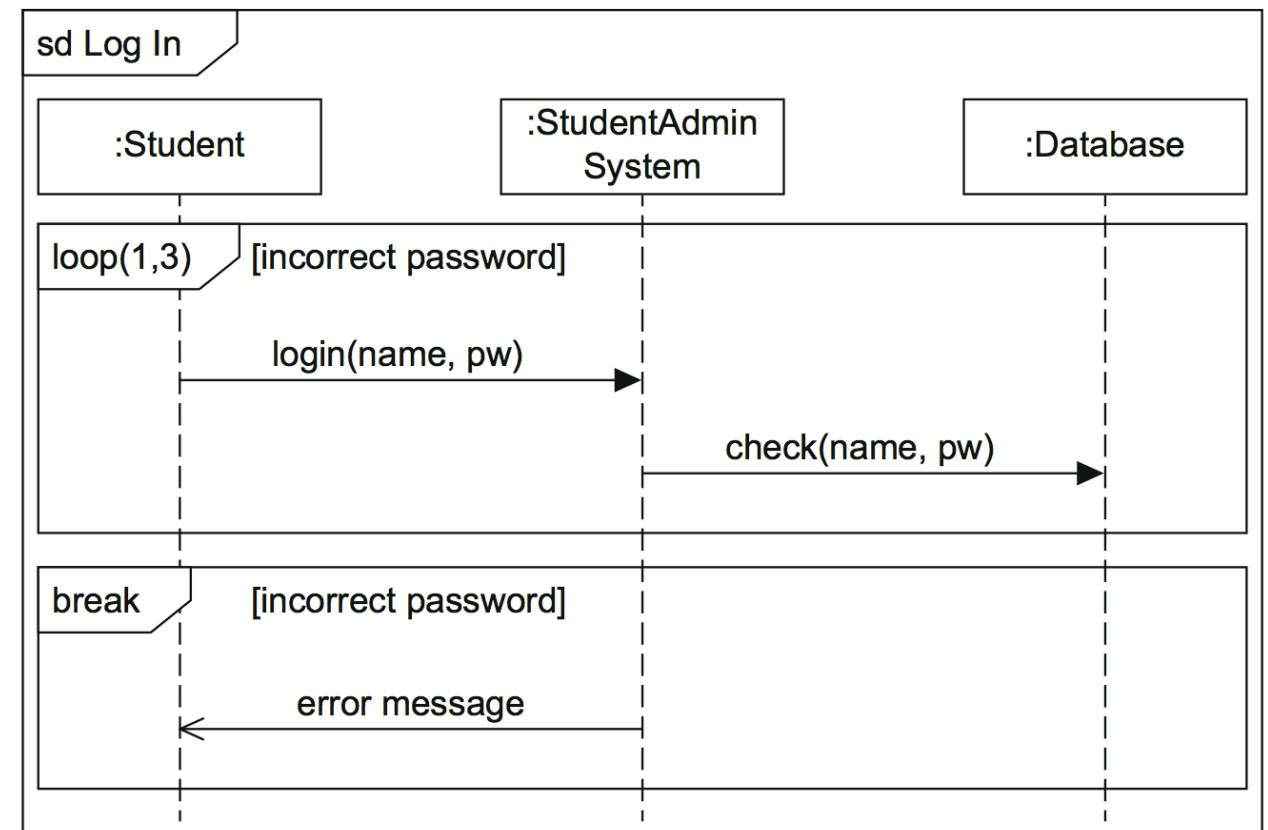 sd Log In
:Student
:StudentAdmin
System
:Database
loop(1,3)
[incorrect password]
login(name, pw)
check(name, pw)
break
[incorrect password]
error message